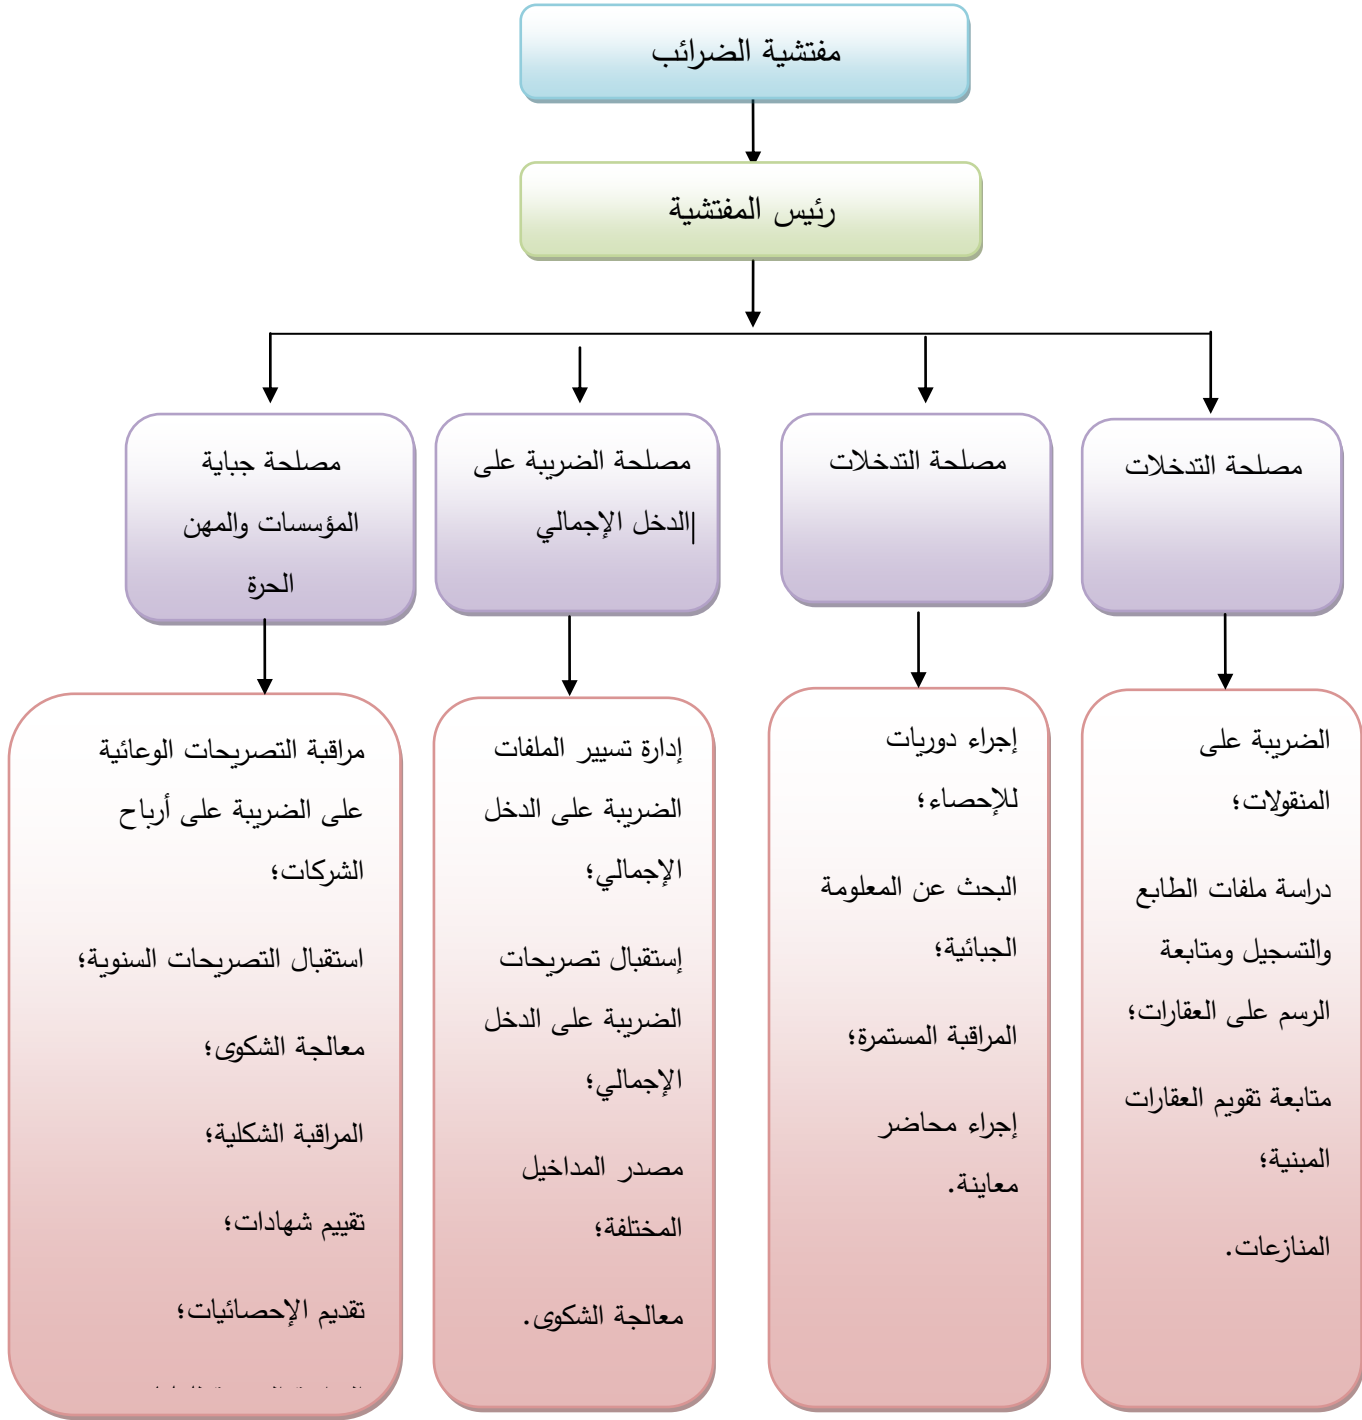 مفتشية الضرائب
رئيس المفتشية
مصلحة التدخلات
مصلحة التدخلات
مصلحة الضريبة على
الدخل الإجمالي
مصلحة جباية
المؤسسات والمهن
الحرة
الضريبة على
المنقولات؛
دراسة ملفات الطابع
والتسجيل ومتابعة
الرسم على العقارات؛
متابعة تقويم العقارات
المبنية؛
المنازعات.
إجراء دوريات
للإحصاء؛
البحث عن المعلومة
الجبائية؛
المراقبة المستمرة؛
إجراء محاضر
معاينة.
إدارة تسيير الملفات
الضريبة على الدخل
الإجمالي؛
إستقبال تصريحات
الضريبة على الدخل
الإجمالي؛
مصدر المداخيل
المختلفة؛
معالجة الشكوى.
مراقبة التصريحات الوعائية
على الضريبة على أرباح
الشركات؛
استقبال التصريحات السنوية؛
معالجة الشكوى؛
المراقبة الشكلية؛
تقييم شهادات؛
تقديم الإحصائيات؛